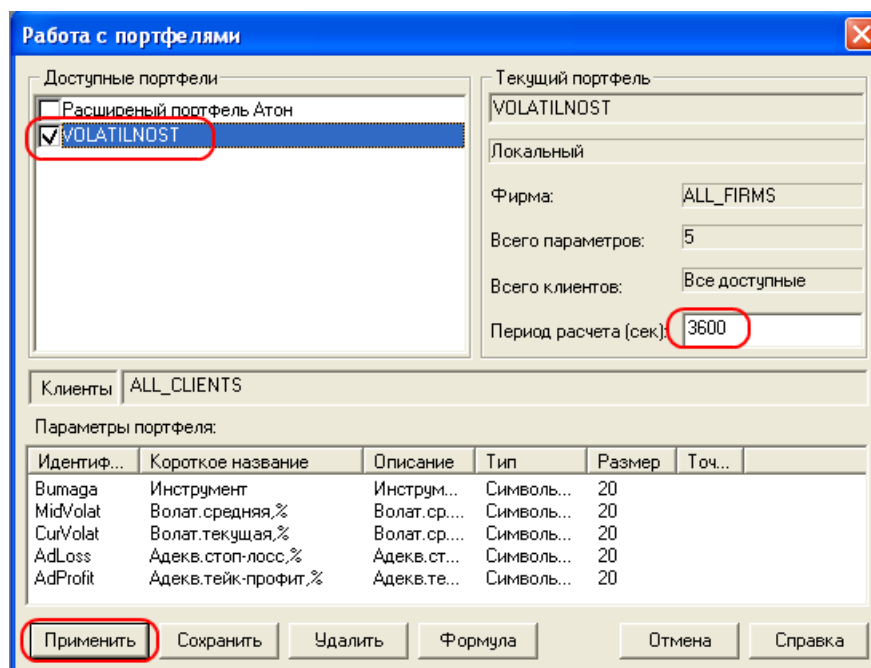 Работа с портфелями
Доступные портфели
Расширеный портфель Атон
VOLATILNOST
Текущий портфель
VOLATILNOST
Локальный
Фирма: ALL_FIRMS
Всего параметров: 5
Всего клиентов: Все доступные
Период расчета (сек): 3600
Клиенты ALL_CLIENTS
Параметры портфеля:
Идентиф... Короткое название Описание Тип Размер Точ...
Bumaga Инструмент Инструм... Символь... 20
MidVolat Волат.средняя,% Волат.ср.... Символь... 20
CurVolat Волат.текущая,% Волат.ср... Символь... 20
AdLoss Адекв.стоп-лосс,% Адекв.ст... Символь... 20
AdProfit Адекв.тейк-профит,% Адекв.те... Символь... 20
Применить Сохранить Удалить Формула Отмена Справка